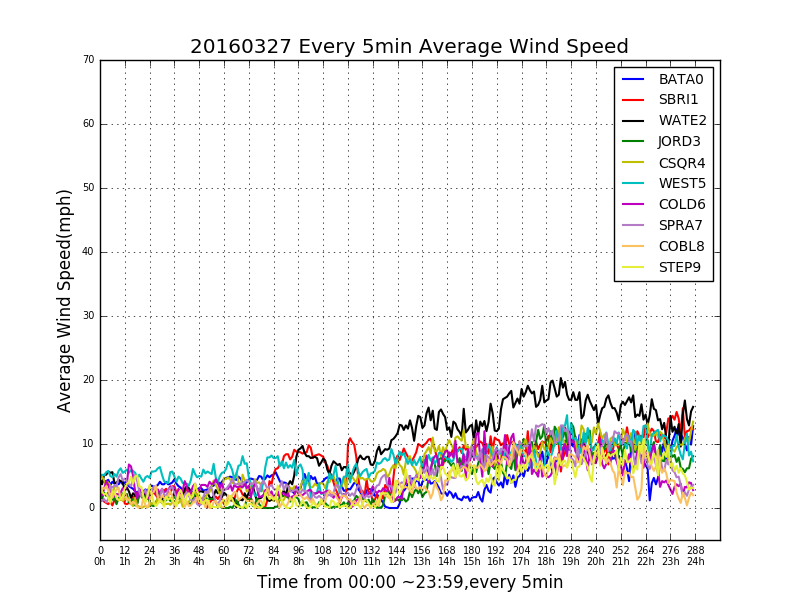 20160327 Every 5min Average Wind Speed
70
60
50
40
30
20
10
0
Average Wind Speed(mph)
BATA0
SBRI1
WATE2
JORD3
CSQR4
WEST5
COLD6
SPRA7
COBL8
STEP9
0 12 24 36 48 60 72 84 96 108 120 132 144 156 168 180 192 204 216 228 240 252 264 276 288
0h 1h 2h 3h 4h 5h 6h 7h 8h 9h 10h 11h 12h 13h 14h 15h 16h 17h 18h 19h 20h 21h 22h 23h 24h
Time from 00:00 ~23:59,every 5min